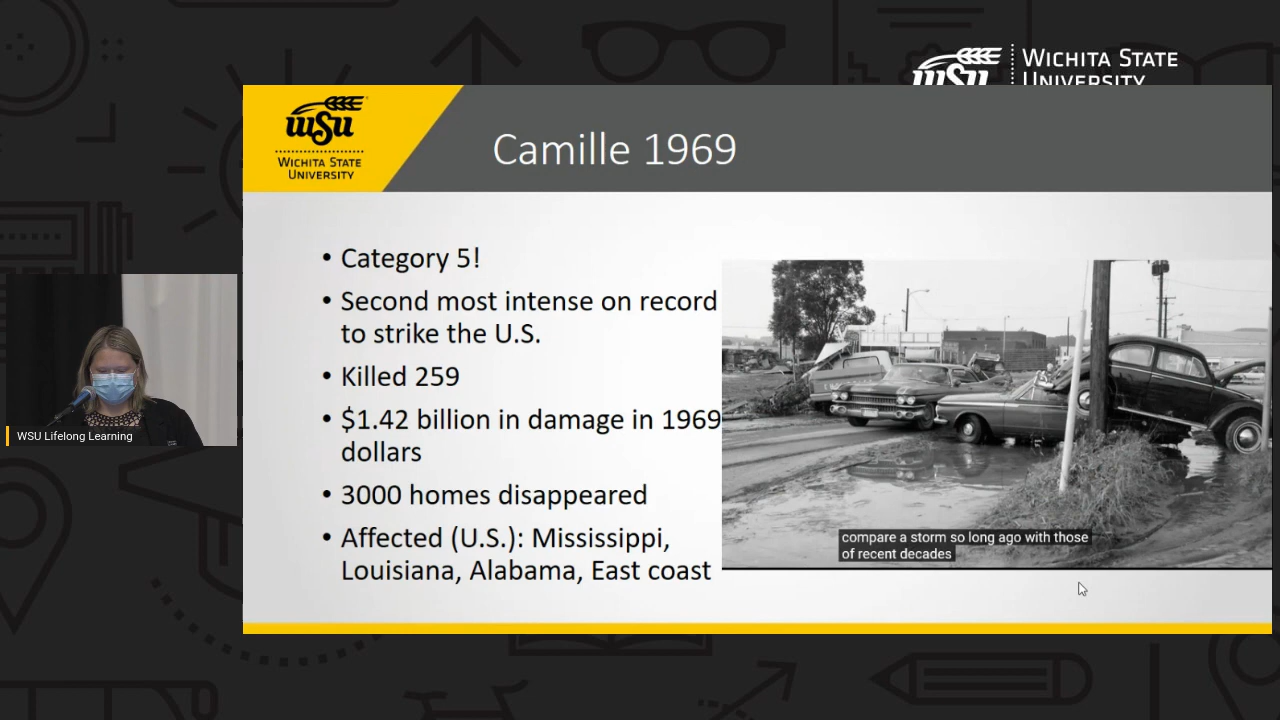 WSU
WICHITA STATE
UNIVERSITY
wsu
WICHITA STATE
UNIVERSITY
Camille 1969
• Category 5!
• Second most intense on record
to strike the U.S.
• Killed 259
• $1.42 billion in damage in 1969
dollars
• 3000 homes disappeared
• Affected (U.S.): Mississippi,
Louisiana, Alabama, East coast
compare a storm so long ago with those
of recent decades
WSU Lifelong Learning